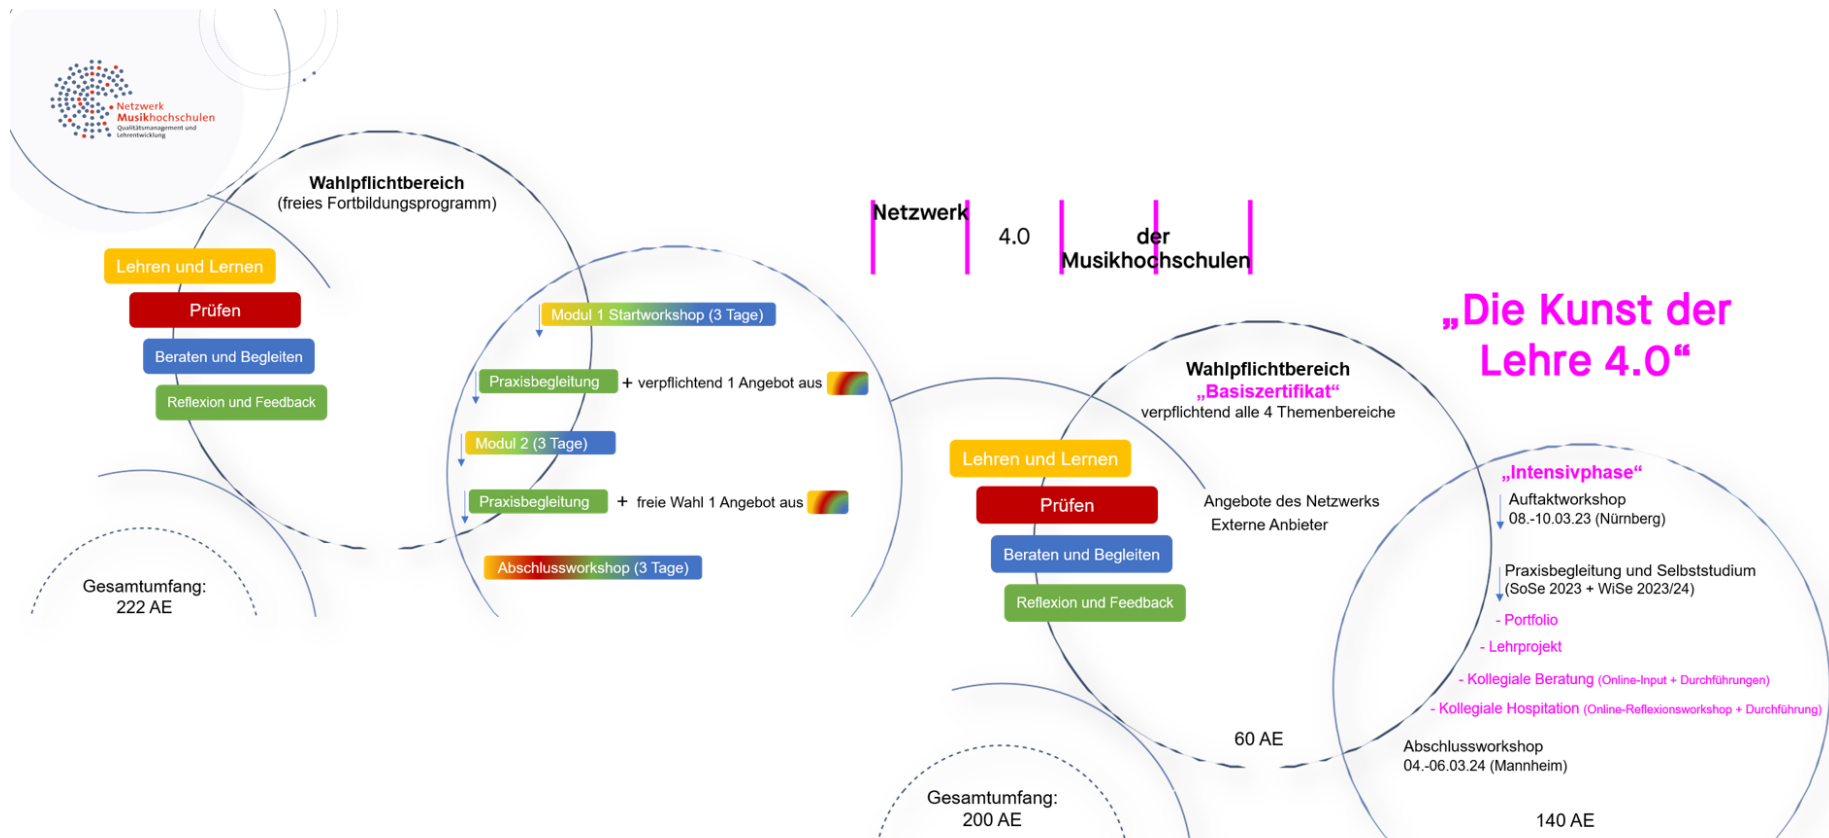 Netzwerk
Musikhochschulen
Qualitätsmanagement und
Lehrentwicklung
Wahlpflichtbereich
(freies Fortbildungsprogramm)
Lehren und Lernen
Prüfen
Beraten und Begleiten
Reflexion und Feedback
Modul 1 Startworkshop (3 Tage)
Praxisbegleitung + verpflichtend 1 Angebot aus
Modul 2 (3 Tage)
Praxisbegleitung + freie Wahl 1 Angebot aus
Abschlussworkshop (3 Tage)
Gesamtumfang:
222 AE
Netzwerk
4.0
der
Musikhochschulen
„Die Kunst der
Lehre 4.0“
Wahlpflichtbereich
„Basiszertifikat“
verpflichtend alle 4 Themenbereiche
Lehren und Lernen
Prüfen
Beraten und Begleiten
Reflexion und Feedback
Angebote des Netzwerks
Externe Anbieter
60 AE
Gesamtumfang:
200 AE
„Intensivphase“
Auftaktworkshop
08.-10.03.23 (Nürnberg)
Praxisbegleitung und Selbststudium
(SoSe 2023 + WiSe 2023/24)
- Portfolio
- Lehrprojekt
- Kollegiale Beratung (Online-Input + Durchführungen)
- Kollegiale Hospitation (Online-Reflexionsworkshop + Durchführung)
Abschlussworkshop
04.-06.03.24 (Mannheim)
140 AE